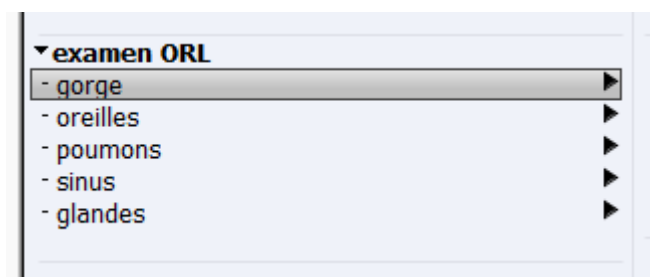 examen ORL
- gorge
- oreilles
- poumons
- sinus
- glandes